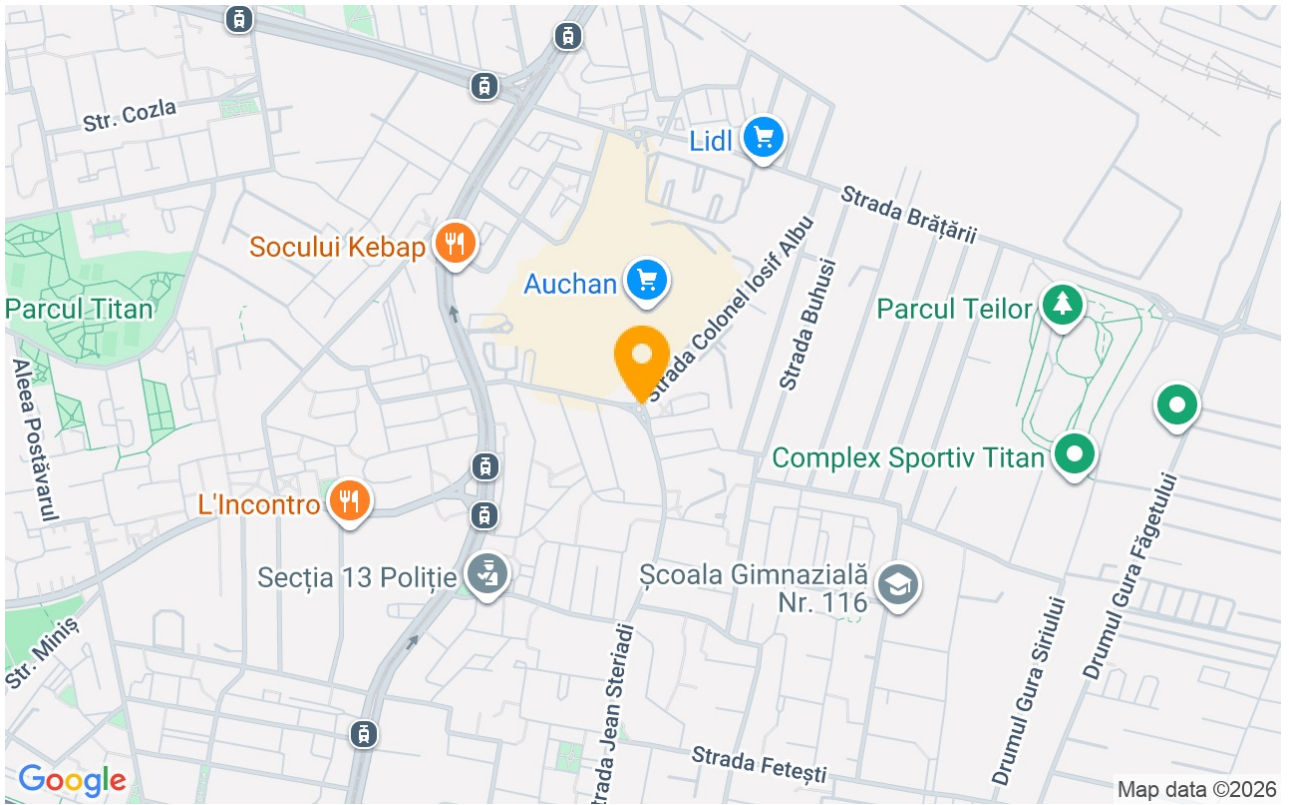 Str. Cozla
Lidl
Strada Brățării
Socului Kebap
Strada Colonel Iosif Albu
Auchan
Strada Buhusi
Parcul Titan
Parcul Teilor
Aleea Postăvarul
Complex Sportiv Titan
L'Incontro
Drumul Gura Făgetului
Secția 13 Poliție
Școala Gimnazială
Nr. 116
Str. Miniș
Strada Jean Steriadi
Drumul Gura Siriului
Strada Fetești
Google
Map data ©2026